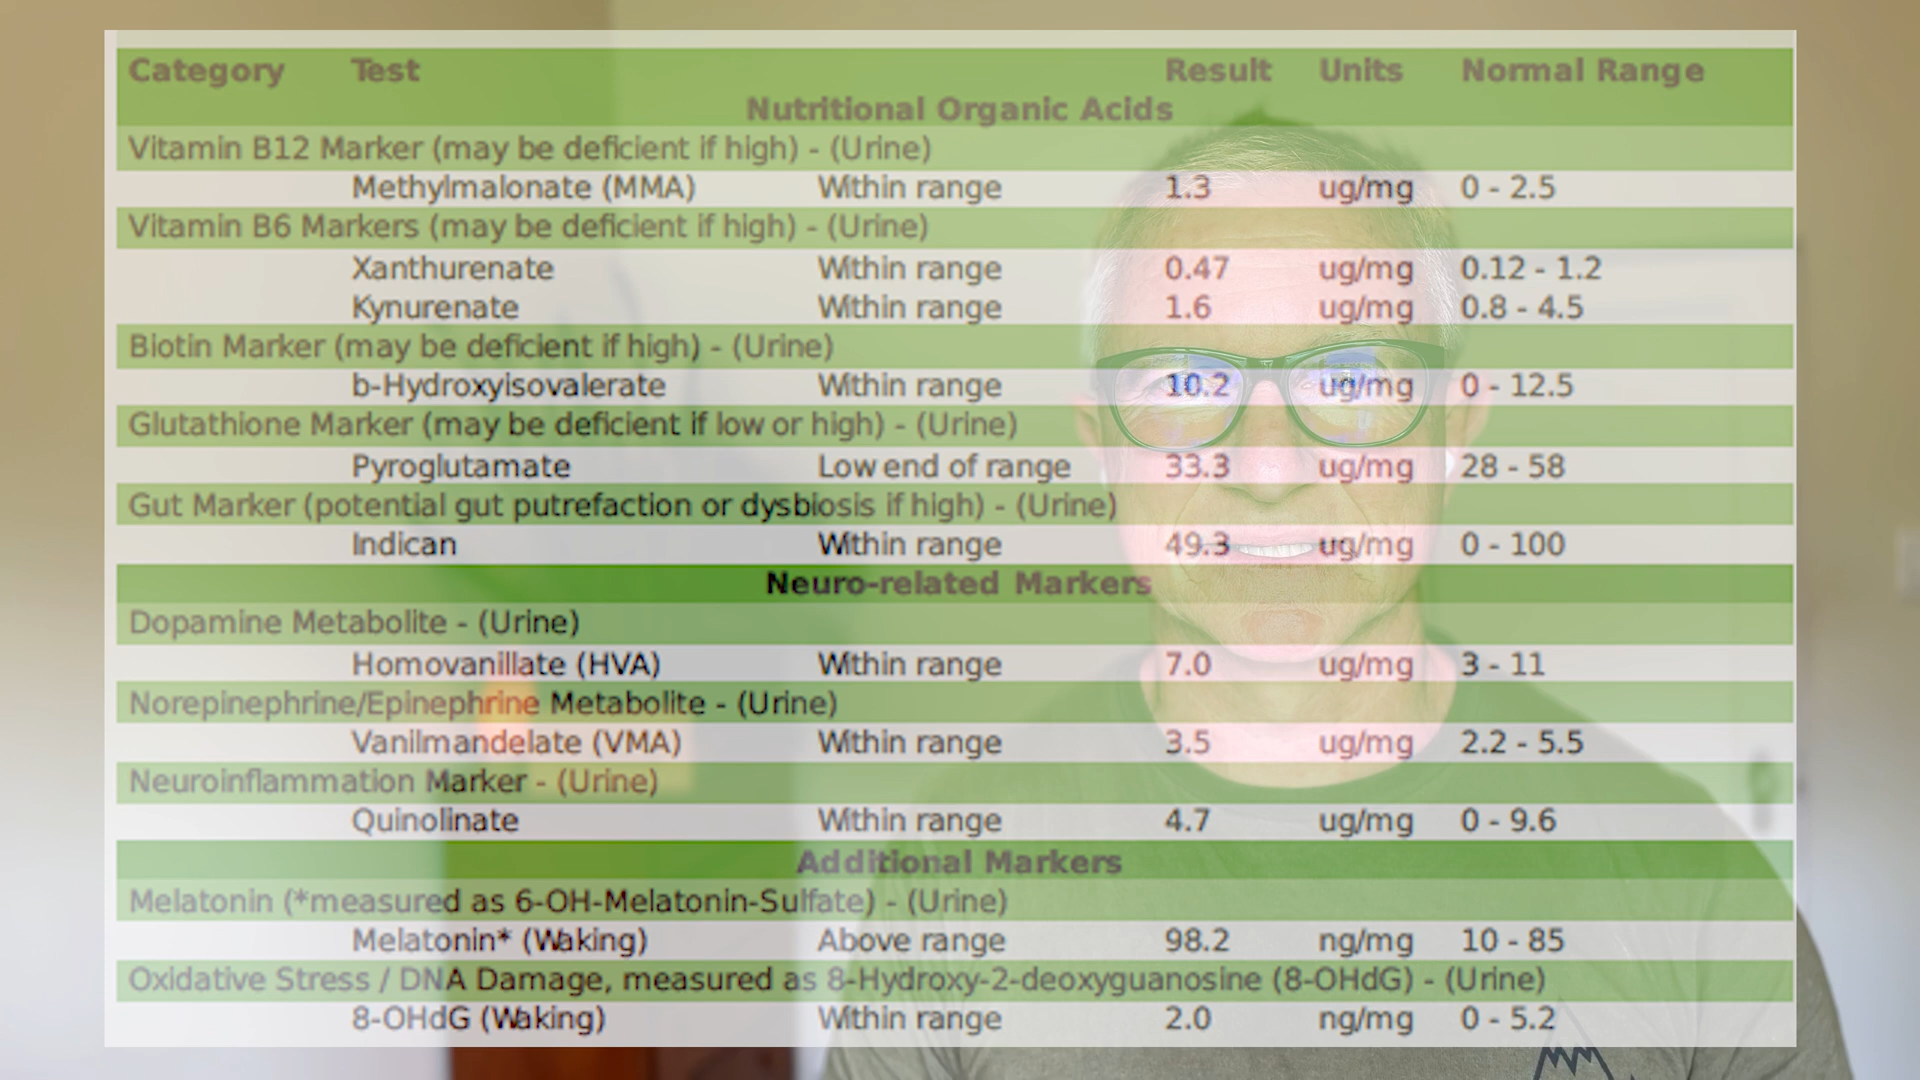 Category Test Result Units Normal Range
Nutritional Organic Acids
Vitamin B12 Marker (may be deficient if high) - (Urine)
Methylmalonate (MMA) Within range 1.3 ug/mg 0 - 2.5
Vitamin B6 Markers (may be deficient if high) - (Urine)
Xanthurenate Within range 0.47 ug/mg 0.12 - 1.2
Kynurenate Within range 1.6 ug/mg 0.8 - 4.5
Biotin Marker (may be deficient if high) - (Urine)
b-Hydroxyisovalerate Within range 10.2 ug/mg 0 - 12.5
Glutathione Marker (may be deficient if low or high) - (Urine)
Pyroglutamate Low end of range 33.3 ug/mg 28 - 58
Gut Marker (potential gut putrefaction or dysbiosis if high) - (Urine)
Indican Within range 49.3 ug/mg 0 - 100
Neuro-related Markers
Dopamine Metabolite - (Urine)
Homovanillate (HVA) Within range 7.0 ug/mg 3 - 11
Norepinephrine/Epinephrine Metabolite - (Urine)
Vanilmandelate (VMA) Within range 3.5 ug/mg 2.2 - 5.5
Neuroinflammation Marker - (Urine)
Quinolinate Within range 4.7 ug/mg 0 - 9.6
Additional Markers
Melatonin (*measured as 6-OH-Melatonin-Sulfate) - (Urine)
Melatonin* (Waking) Above range 98.2 ng/mg 10 - 85
Oxidative Stress / DNA Damage, measured as 8-Hydroxy-2-deoxyguanosine (8-OHdG) - (Urine)
8-OHdG (Waking) Within range 2.0 ng/mg 0 - 5.2